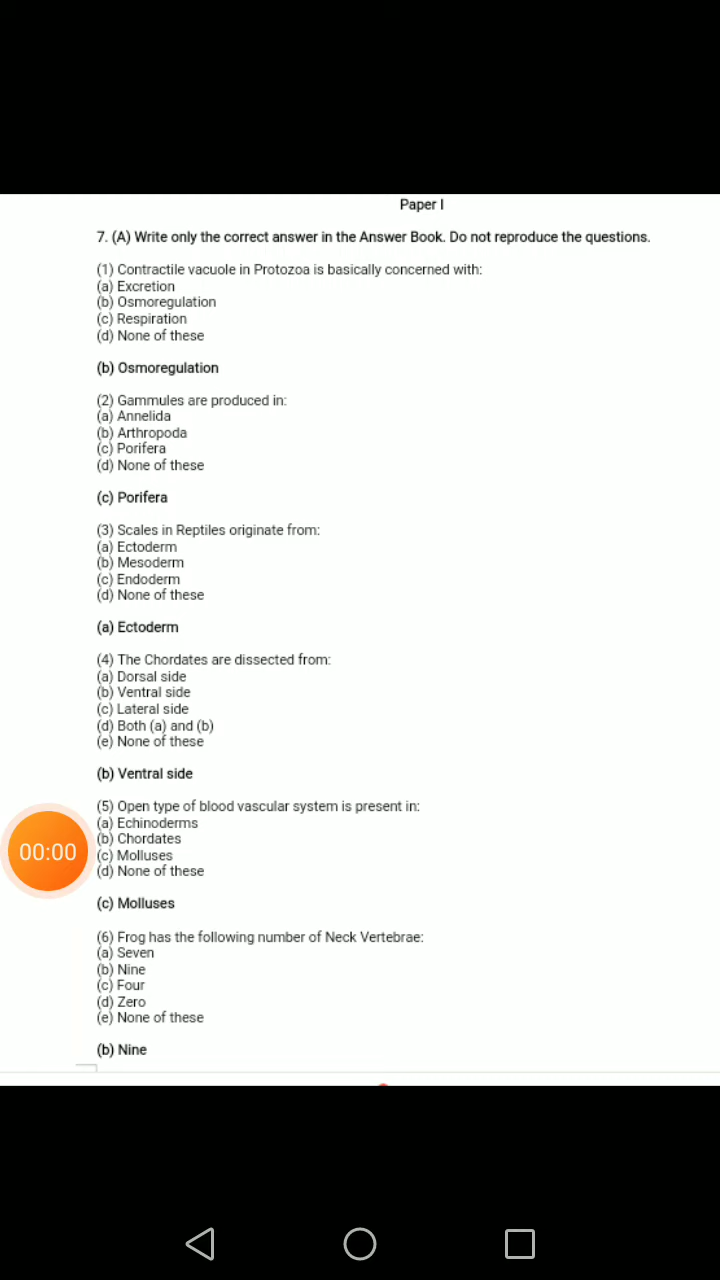 Paper I
7. (A) Write only the correct answer in the Answer Book. Do not reproduce the questions.
(1) Contractile vacuole in Protozoa is basically concerned with:
(a) Excretion
(b) Osmoregulation
(c) Respiration
(d) None of these
(b) Osmoregulation
(2) Gammules are produced in:
(a) Annelida
(b) Arthropoda
(c) Porifera
(d) None of these
(c) Porifera
(3) Scales in Reptiles originate from:
(a) Ectoderm
(b) Mesoderm
(c) Endoderm
(d) None of these
(a) Ectoderm
(4) The Chordates are dissected from:
(a) Dorsal side
(b) Ventral side
(c) Lateral side
(d) Both (a) and (b)
(e) None of these
(b) Ventral side
(5) Open type of blood vascular system is present in:
(a) Echinoderms
(b) Chordates
00:00
(c) Molluses
(d) None of these
(c) Molluses
(6) Frog has the following number of Neck Vertebrae:
(a) Seven
(b) Nine
(c) Four
(d) Zero
(e) None of these
(b) Nine